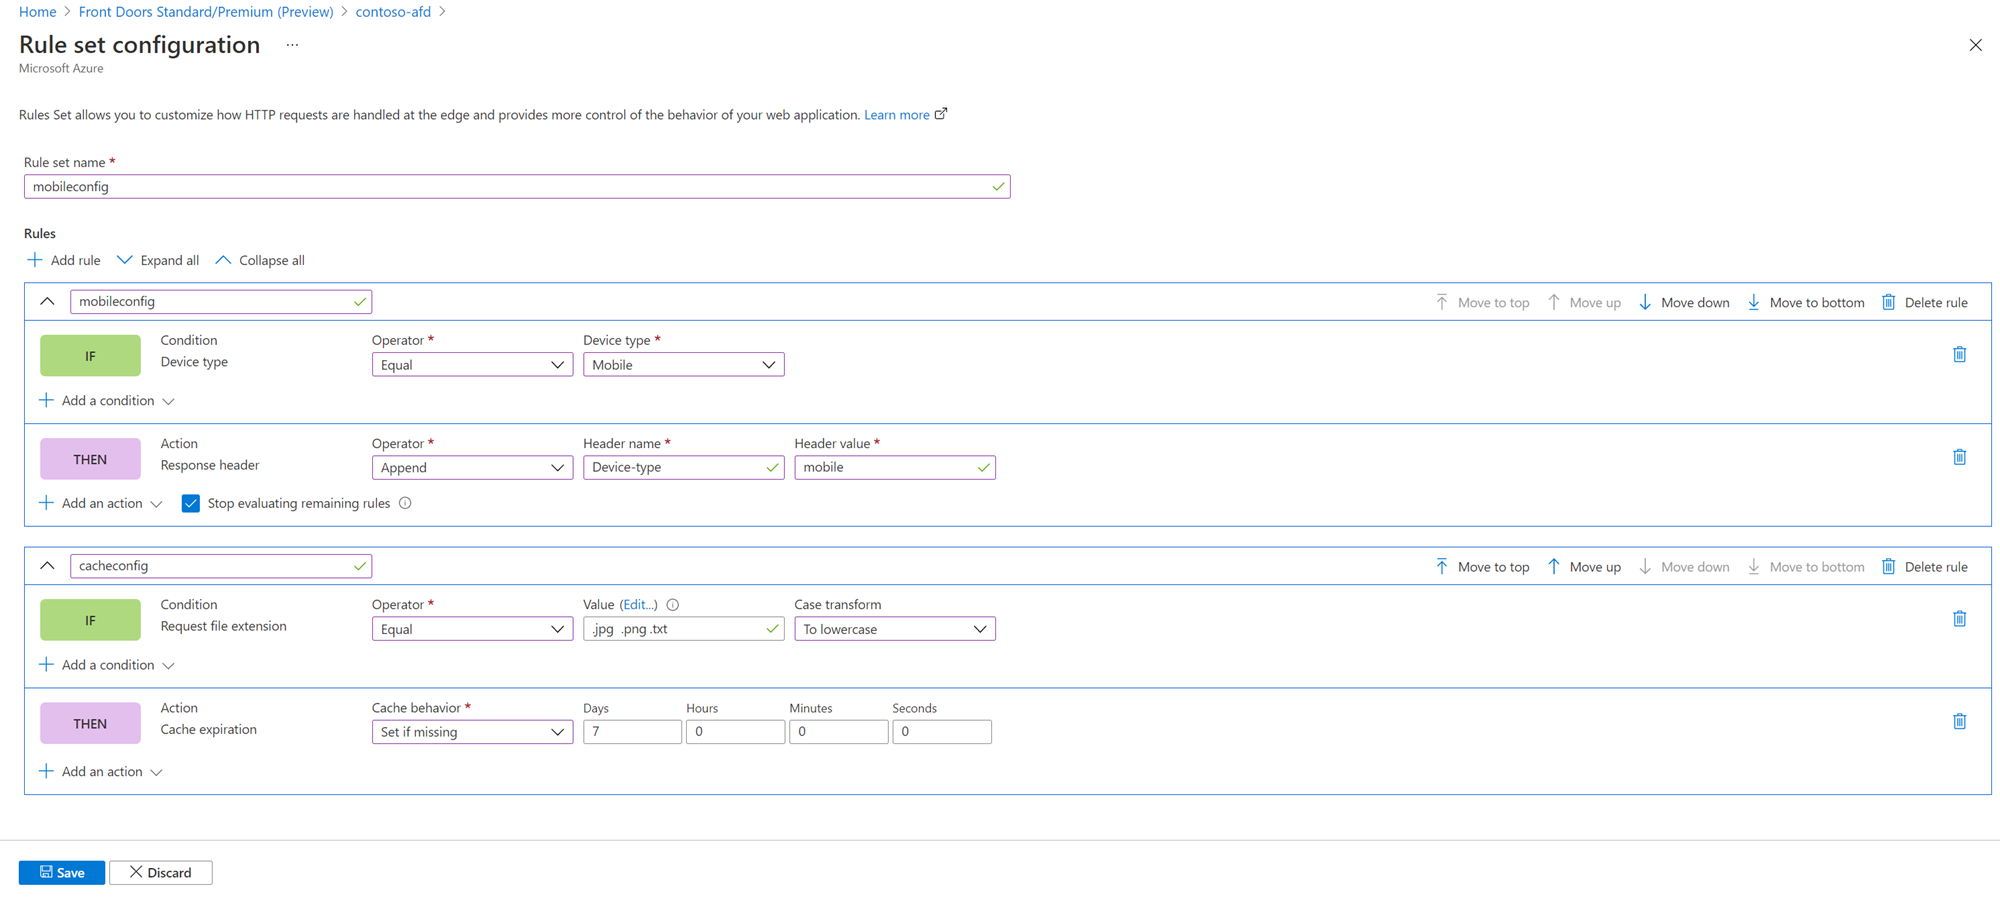 Home > Front Doors Standard/Premium (Preview) > contoso-afd >
Rule set configuration ...
Microsoft Azure
Rules Set allows you to customize how HTTP requests are handled at the edge and provides more control of the behavior of your web application. Learn more
Rule set name *
mobileconfig
Rules
Add rule Expand all Collapse all
mobileconfig Move to top Move up Move down Move to bottom Delete rule
Condition Operator * Device type *
IF Device type Equal Mobile
Add a condition
Action Operator * Header name * Header value *
THEN Response header Append Device-type mobile
Add an action Stop evaluating remaining rules
cacheconfig Move to top Move up Move down Move to bottom Delete rule
Condition Operator * Value (Edit...) Case transform
IF Request file extension Equal .jpg .png .txt To lowercase
Add a condition
Action Cache behavior * Days Hours Minutes Seconds
THEN Cache expiration Set if missing 7 0 0 0
Add an action
Save Discard